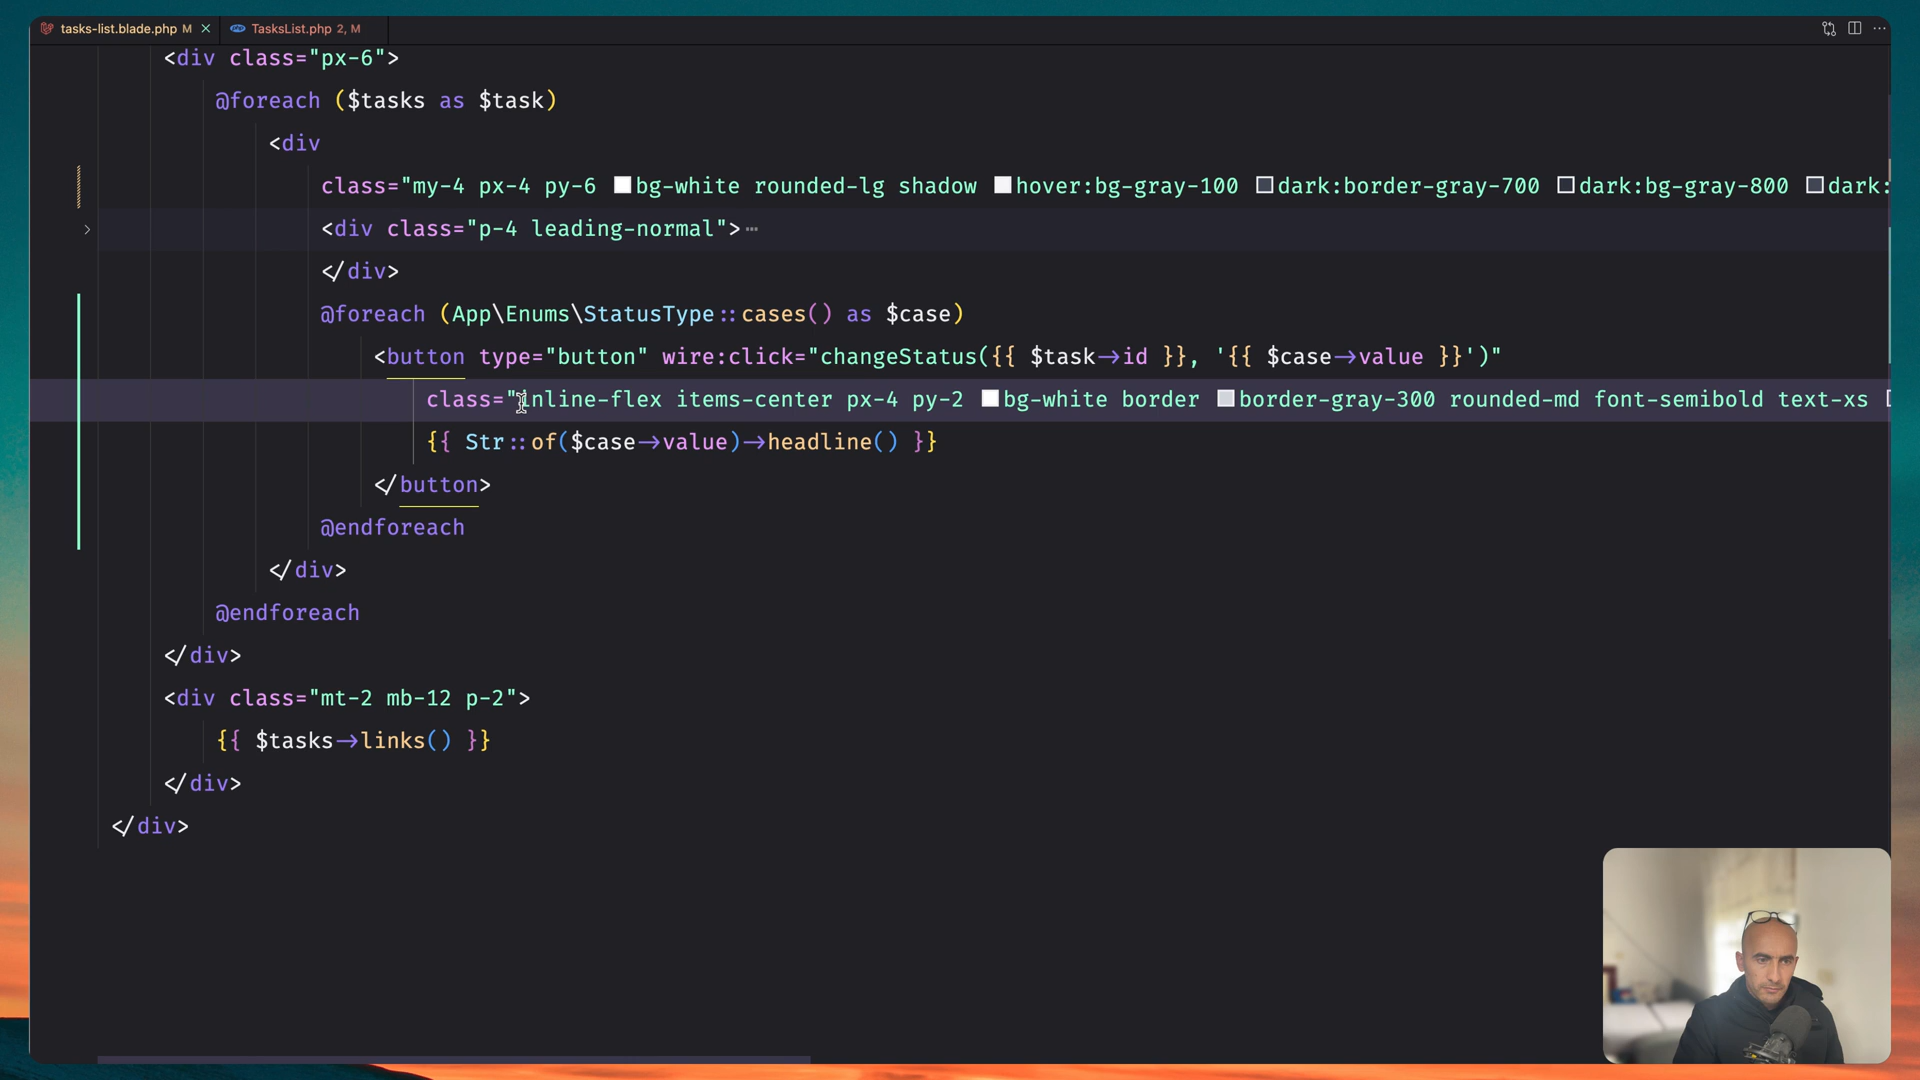 tasks-list.blade.php M
TasksList.php 2, M
<div class="px-6">
@foreach ($tasks as $task)
<div
class="my-4 px-4 py-6 bg-white rounded-lg shadow hover:bg-gray-100 dark:border-gray-700 dark:bg-gray-800 dark:
<div class="p-4 leading-normal">⋯
</div>
@foreach (App\Enums\StatusType::cases() as $case)
<button type="button" wire:click="changeStatus({{ $task->id }}, '{{ $case->value }}')"
class="inline-flex items-center px-4 py-2 bg-white border border-gray-300 rounded-md font-semibold text-xs
{{ Str::of($case->value)->headline() }}
</button>
@endforeach
</div>
@endforeach
</div>
<div class="mt-2 mb-12 p-2">
{{ $tasks->links() }}
</div>
</div>